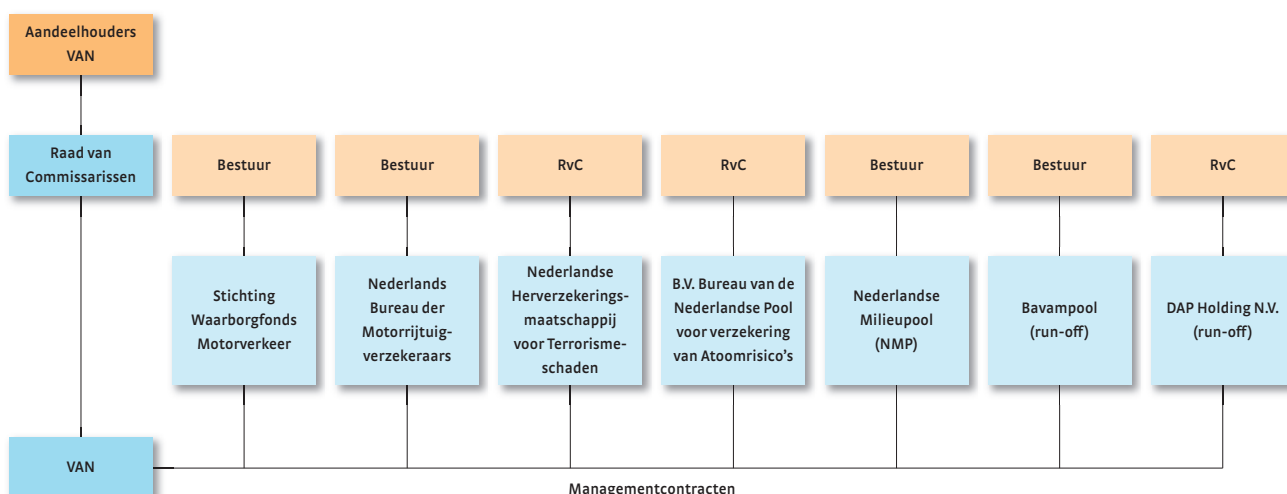 Aandeelhouders
VAN
Raad van
Commissarissen
Bestuur
Bestuur
RvC
RvC
Bestuur
Bestuur
RvC
Stichting
Waarborgfonds
Motorverkeer
Nederlands
Bureau der
Motorrijtuig-
verzekeraars
Nederlandse
Herverzekerings-
maatschappij
voor Terrorisme-
schaden
B.V. Bureau van de
Nederlandse Pool
voor verzekering
van Atoomrisico’s
Nederlandse
Milieupool
(NMP)
Bavampool
(run-off)
DAP Holding N.V.
(run-off)
VAN
Managementcontracten